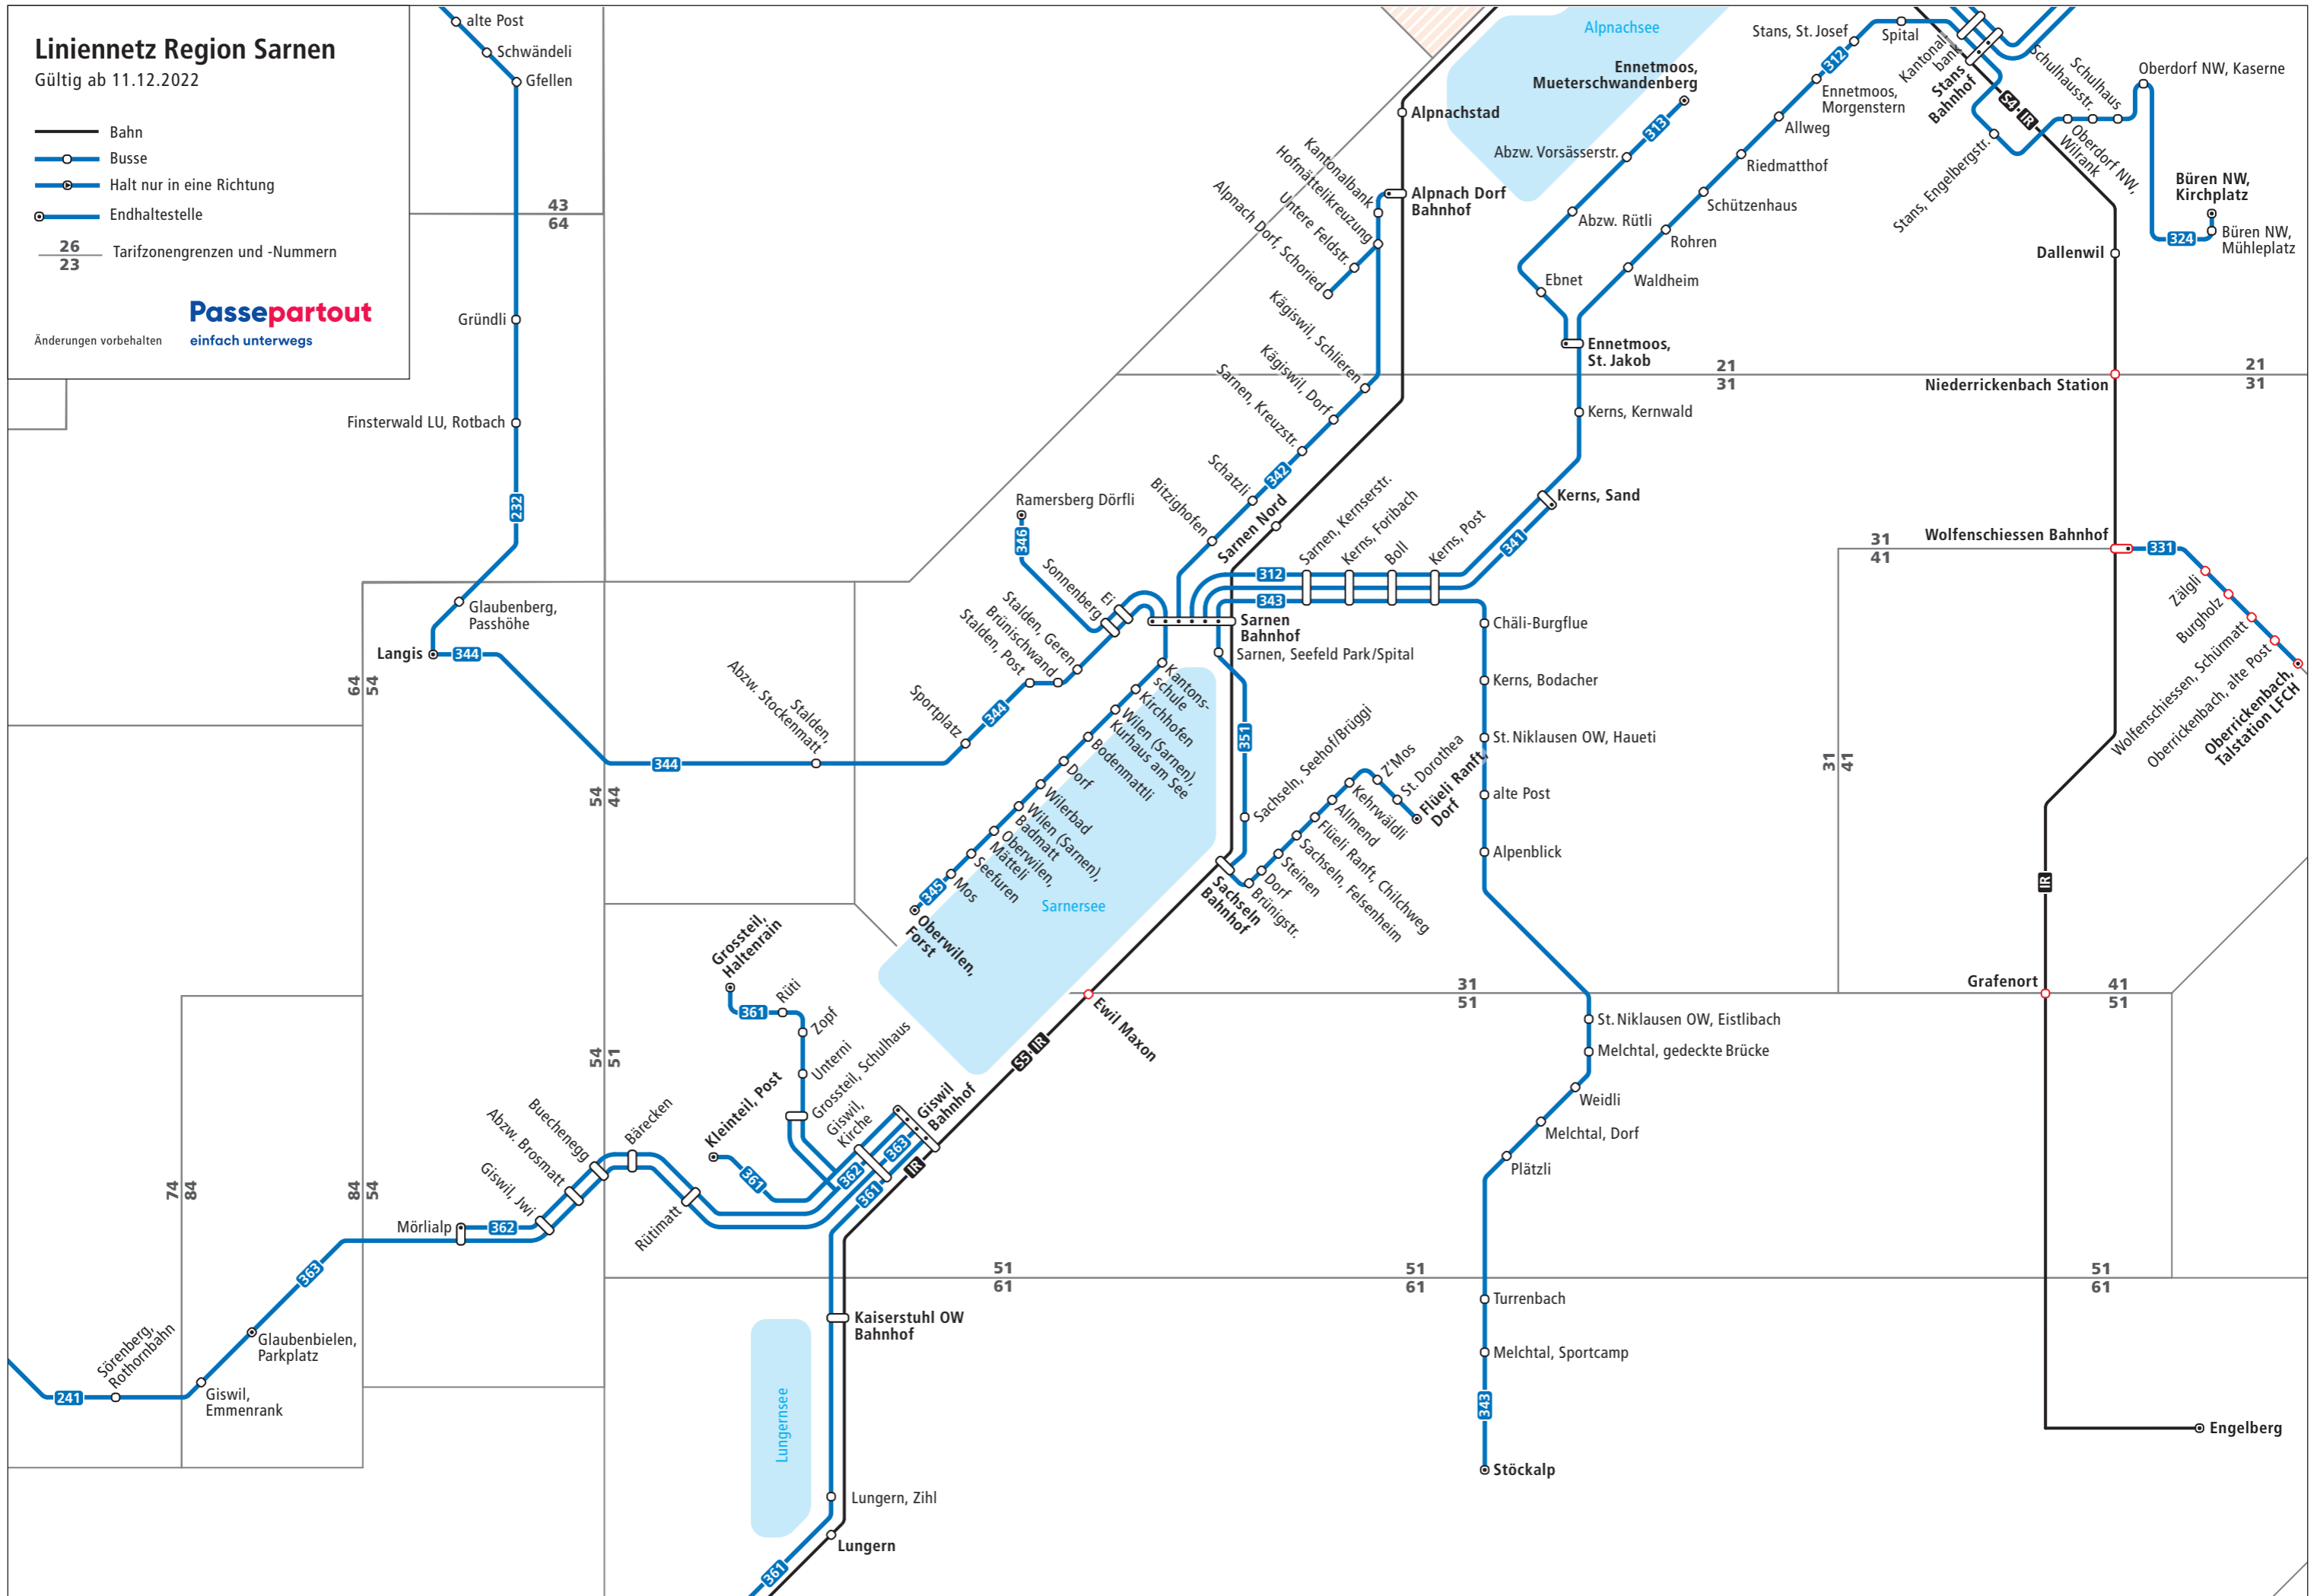 Liniennetz Region Sarnen
Gültig ab 11.12.2022
Bahn
Busse
Halt nur in eine Richtung
Endhaltestelle
26
23
Tarifzonengrenzen und -Nummern
Änderungen vorbehalten
Passepartout
einfach unterwegs
alte Post
Schwändeli
Gfellen
43
64
Gründli
Finsterwald LU, Rotbach
232
Glaubenberg,
Passhöhe
Langis
344
64
54
344
54
44
Stalden,
Abzw. Stockenmatt
Sportplatz
344
Stalden, Post
Brünischwand
Stalden, Geren
Sonnenberg
Ei
346
Ramersberg Dörfli
Alpnachsee
Alpnachstad
Alpnach Dorf
Bahnhof
Kantonalbank
Hofmättelikreuzung
Untere Feldstr.
Alpnach Dorf, Schoried
Kägiswil, Schlieren
Kägiswil, Dorf
Sarnen, Kreuzstr.
342
Schatzli
Bitzighofen
Sarnen Nord
Ennetmoos,
Mueterschwandenberg
313
Abzw. Vorsässerstr.
Abzw. Rütli
Ebnet
Ennetmoos,
St. Jakob
Stans, St. Josef
Spital
312
Ennetmoos,
Morgenstern
Allweg
Riedmatthof
Schützenhaus
Rohren
Waldheim
Kantonal-
bank
Stans
Bahnhof
S4
IR
Stans, Engelbergstr.
Schulhausstr.
Schulhaus
Oberdorf NW,
Wilrank
Oberdorf NW, Kaserne
Büren NW,
Kirchplatz
324
Büren NW,
Mühleplatz
Dallenwil
21
31
21
31
Niederrickenbach Station
Kerns, Kernwald
Kerns, Sand
341
Sarnen, Kernserstr.
Kerns, Foribach
Boll
Kerns, Post
312
343
Sarnen
Bahnhof
Sarnen, Seefeld Park/Spital
Chäli-Burgflue
Kerns, Bodacher
St. Niklausen OW, Haueti
alte Post
Alpenblick
31
41
Wolfenschiessen Bahnhof
331
Zälgli
Burgholz
Wolfenschiessen, Schürmatt
Oberrickenbach, alte Post
Oberrickenbach,
Talstation LFCH
31
41
IR
Kantons-
schule
Kirchhofen
Wilen (Sarnen),
Kurhaus am See
Bodenmattli
Dorf
Wilerbad
Wilen (Sarnen),
Badmatt
Oberwilen,
Mätteli
Seefuren
Mos
345
Oberwilen,
Forst
Sarnersee
351
Sachseln, Seehof/Brüggi
Sachseln
Bahnhof
Brünigstr.
Dorf
Steinen
Sachseln, Felsenheim
Flüeli Ranft, Chilchweg
Allmend
Kehrwäldli
Z'Mos
St. Dorothea
Flüeli Ranft,
Dorf
31
51
Grafenort
41
51
Ewil Maxon
S5
IR
St. Niklausen OW, Eistlibach
Melchtal, gedeckte Brücke
Weidli
Melchtal, Dorf
Plätzli
Grossteil,
Haltenrain
361
Rüti
Zopf
Unterni
Grossteil, Schulhaus
Kleinteil, Post
361
Giswil,
Kirche
Giswil
Bahnhof
362
363
361
IR
54
51
Bärecken
Buechenegg
Abzw. Brosmatt
Giswil, Jwi
Rütimatt
Mörlialp
362
74
84
84
54
363
Glaubenbielen,
Parkplatz
Giswil,
Emmenrank
Sörenberg,
Rothornbahn
241
51
61
51
61
51
61
Kaiserstuhl OW
Bahnhof
Lungernsee
Lungern, Zihl
Lungern
361
Turrenbach
Melchtal, Sportcamp
343
Stöckalp
Engelberg